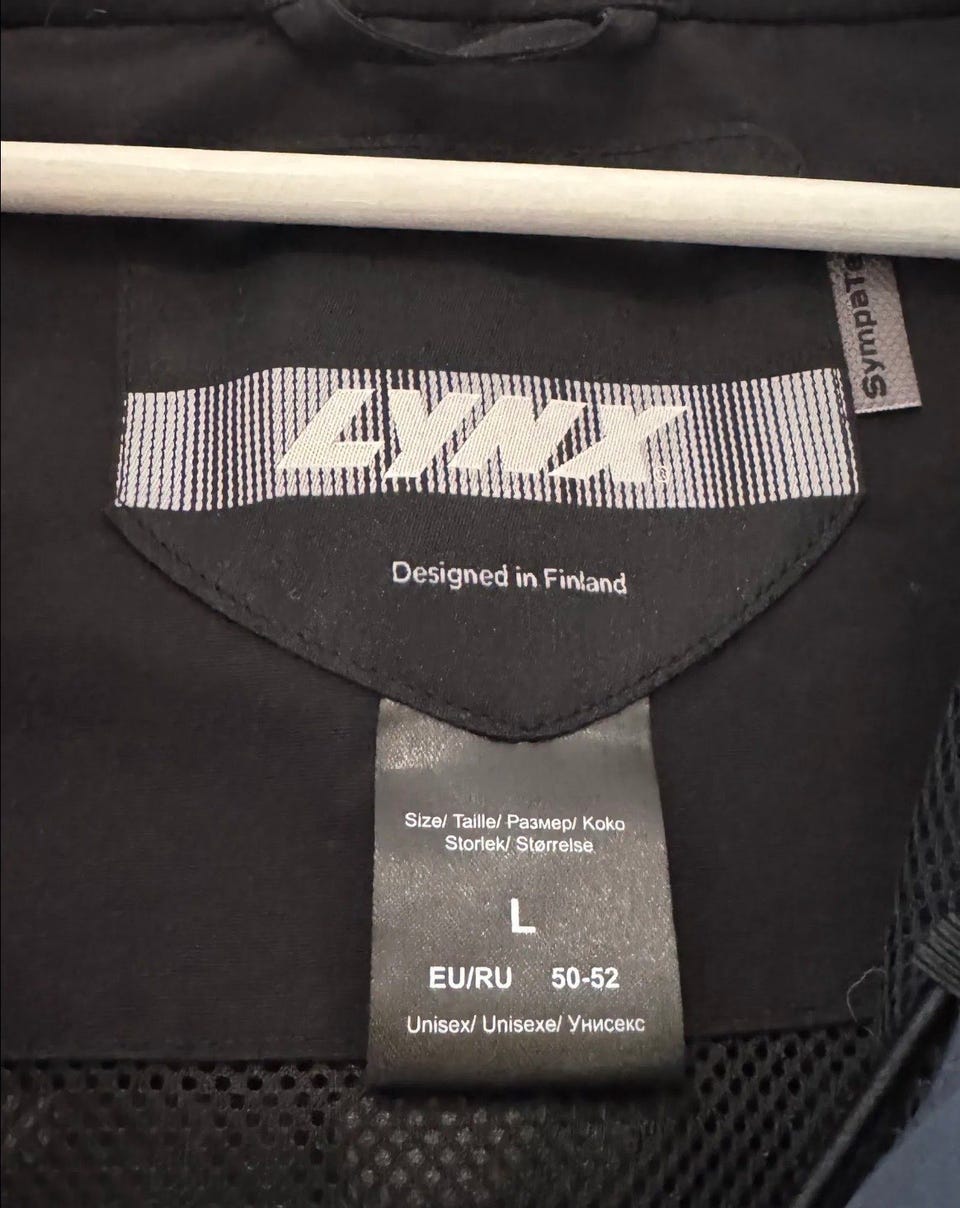 LYNX®
Designed in Finland
Size/ Taille/ Размер/ Koko
Storlek/ Størrelse
L
EU/RU 50-52
Unisex/ Unisexe/ Унисекс